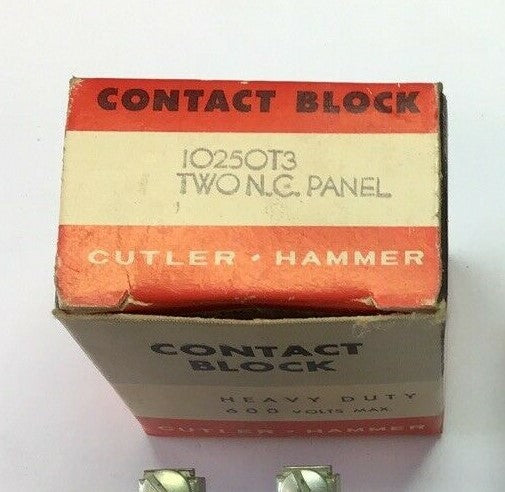 CONTACT BLOCK
10250T3
TWO N.C. PANEL
CUTLER · HAMMER
CONTACT
BLOCK
HEAVY DUTY
600 VOLTS MAX
CUTLER · HAMMER